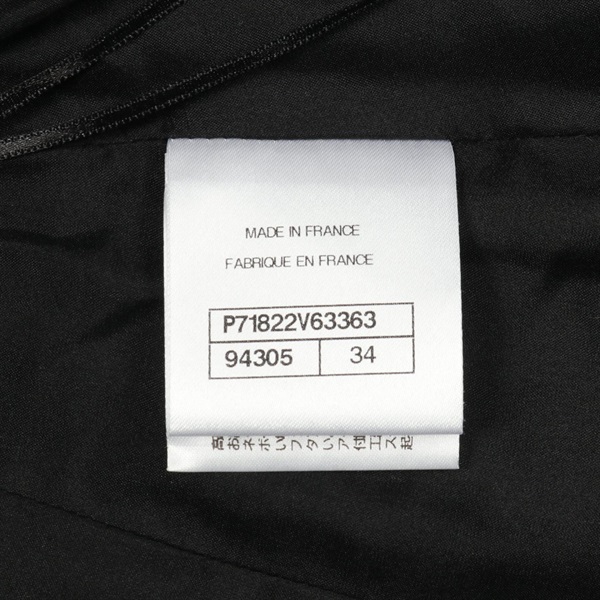 MADE IN FRANCE
FABRIQUE EN FRANCE
P71822V63363
94305 34